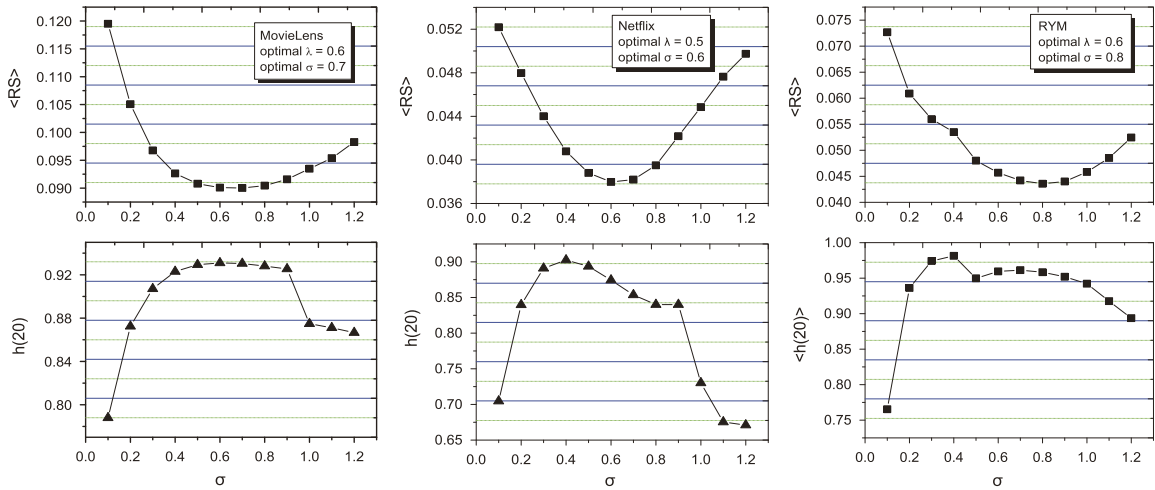 0.120
0.115
0.110
0.105
0.100
0.095
0.090
<RS>
MovieLens
optimal λ = 0.6
optimal σ = 0.7
0.0 0.2 0.4 0.6 0.8 1.0 1.2
0.052
0.048
0.044
0.040
0.036
<RS>
Netflix
optimal λ = 0.5
optimal σ = 0.6
0.0 0.2 0.4 0.6 0.8 1.0 1.2
0.075
0.070
0.065
0.060
0.055
0.050
0.045
0.040
<RS>
RYM
optimal λ = 0.6
optimal σ = 0.8
0.0 0.2 0.4 0.6 0.8 1.0 1.2
0.92
0.88
0.84
0.80
h(20)
0.0 0.2 0.4 0.6 0.8 1.0 1.2
σ
0.90
0.85
0.80
0.75
0.70
0.65
h(20)
0.0 0.2 0.4 0.6 0.8 1.0 1.2
σ
1.00
0.95
0.90
0.85
0.80
0.75
<h(20)>
0.0 0.2 0.4 0.6 0.8 1.0 1.2
σ